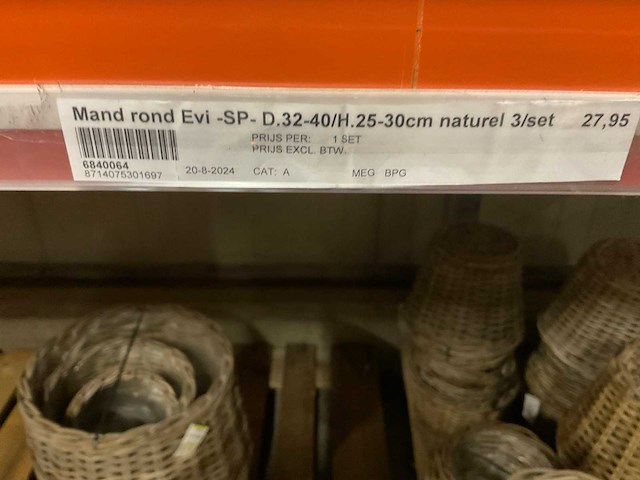 Mand rond Evi -SP- D.32-40/H.25-30cm naturel 3/set 27,95
PRIJS PER: 1 SET
PRIJS EXCL. BTW.
6840064
8714075301697 20-8-2024 CAT: A MEG BPG